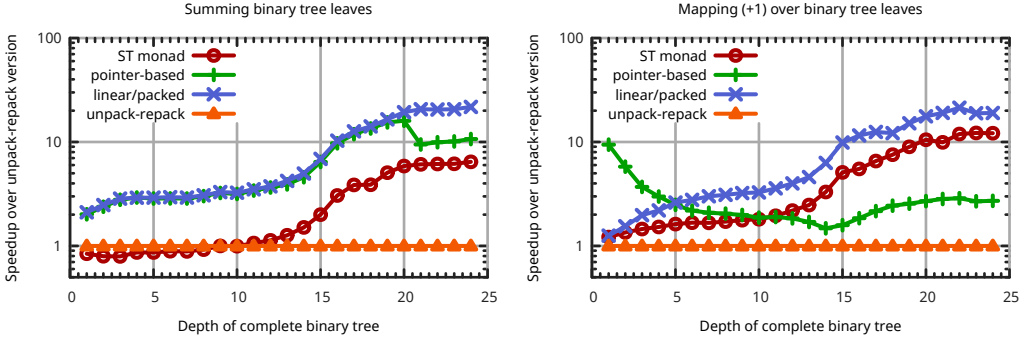 Summing binary tree leaves
Speedup over unpack-repack version
100
10
1
ST monad
pointer-based
linear/packed
unpack-repack
0 5 10 15 20 25
Depth of complete binary tree
Mapping (+1) over binary tree leaves
Speedup over unpack-repack version
100
10
1
ST monad
pointer-based
linear/packed
unpack-repack
0 5 10 15 20 25
Depth of complete binary tree